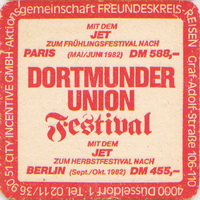 gemeinschaft FREUNDESKREIS-REISEN · Graf-Adolf-Straße 106-110
4000 Düsseldorf 1 · Tel. 02 11/36
51 CITY INCENTIVE GMBH Aktions
MIT DEM
JET
ZUM FRÜHLINGSFESTIVAL NACH
PARIS (MAI/JUNI 1982) DM 588,–
DORTMUNDER
UNION
Festival
MIT DEM
JET
ZUM HERBSTFESTIVAL NACH
BERLIN (Sept./Okt. 1982) DM 455,–